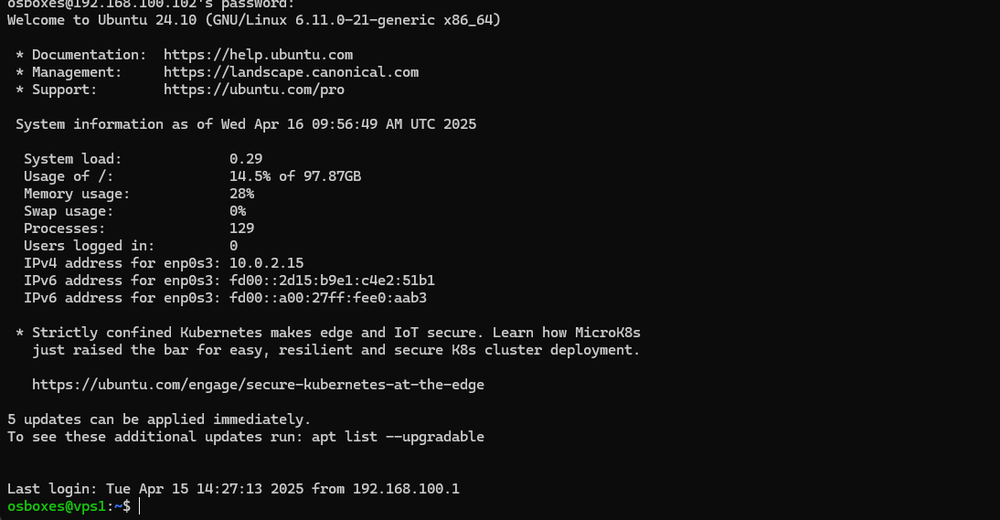 osboxes@192.168.100.102's password:
Welcome to Ubuntu 24.10 (GNU/Linux 6.11.0-21-generic x86_64)
* Documentation:  https://help.ubuntu.com
* Management:     https://landscape.canonical.com
* Support:        https://ubuntu.com/pro
System information as of Wed Apr 16 09:56:49 AM UTC 2025
System load:             0.29
Usage of /:              14.5% of 97.87GB
Memory usage:            28%
Swap usage:              0%
Processes:               129
Users logged in:         0
IPv4 address for enp0s3: 10.0.2.15
IPv6 address for enp0s3: fd00::2d15:b9e1:c4e2:51b1
IPv6 address for enp0s3: fd00::a00:27ff:fee0:aab3
* Strictly confined Kubernetes makes edge and IoT secure. Learn how MicroK8s
just raised the bar for easy, resilient and secure K8s cluster deployment.
https://ubuntu.com/engage/secure-kubernetes-at-the-edge
5 updates can be applied immediately.
To see these additional updates run: apt list --upgradable
Last login: Tue Apr 15 14:27:13 2025 from 192.168.100.1
osboxes@vps1:~$